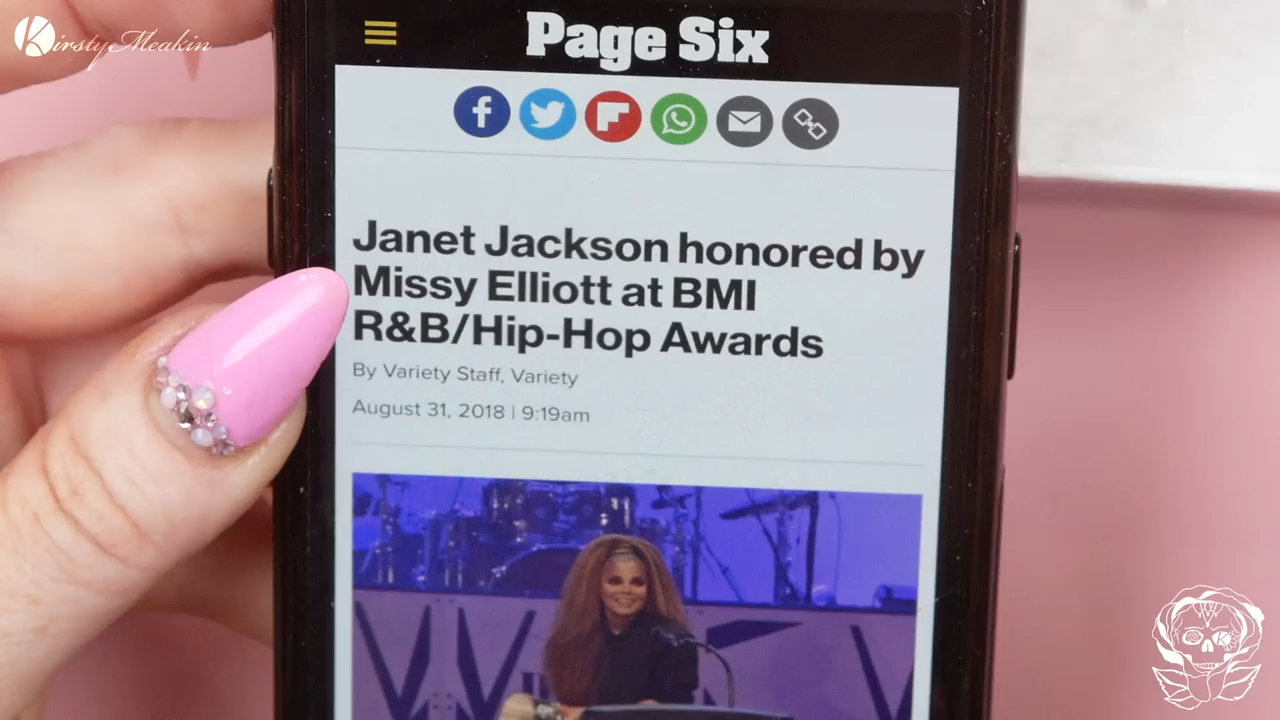 Kirsty Meakin
Page Six
Janet Jackson honored by
Missy Elliott at BMI
R&B/Hip-Hop Awards
By Variety Staff, Variety
August 31, 2018 | 9:19am